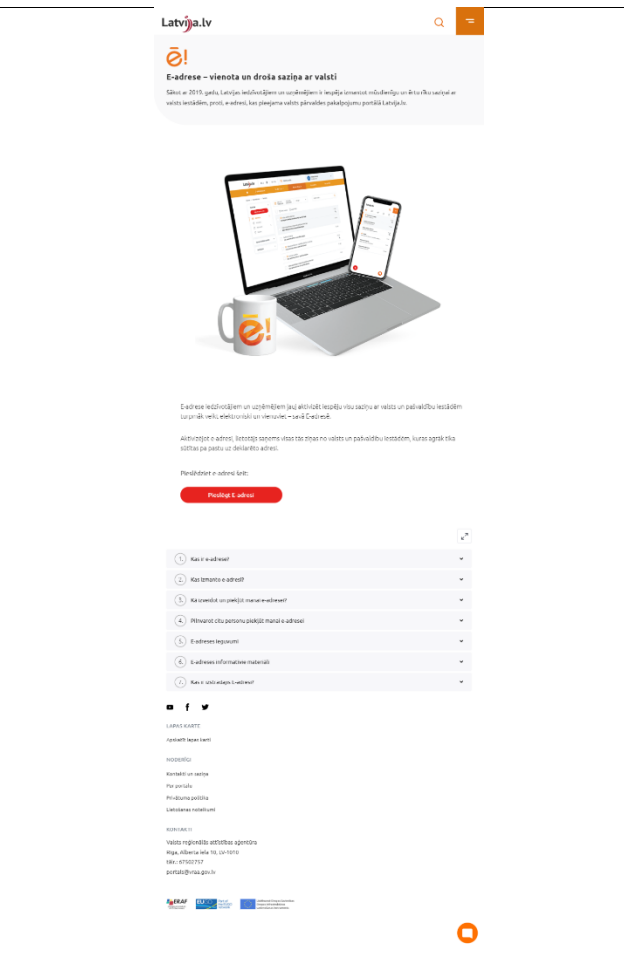 Latvija.lv
ē!
E-adrese – vienota un droša saziņa ar valsti
Sākot ar 2019. gadu, Latvijas iedzīvotājiem un uzņēmējiem ir iespēja izmantot mūsdienīgu un ērtu rīku saziņai ar
valsts iestādēm, proti, e-adresi, kas pieejama valsts pārvaldes pakalpojumu portālā Latvija.lv.
ē!
E-adrese iedzīvotājiem un uzņēmējiem ļauj aktivizēt iespēju visu saziņu ar valsts un pašvaldību iestādēm
turpmāk veikt elektroniski un vienuviet – savā E-adresē.
Aktivizējot e-adresi, lietotājs saņems visas tās ziņas no valsts un pašvaldību iestādēm, kuras agrāk tika
sūtītas pa pastu uz deklarēto adresi.
Pieslēdziet e-adresi šeit:
Pieslēgt E-adresi
1. Kas ir e-adrese?
2. Kas izmanto e-adresi?
3. Kā izveidot un piekļūt manai e-adresei?
4. Pilnvarot citu personu piekļūt manai e-adresei
5. E-adreses ieguvumi
6. E-adreses informatīvie materiāli
7. Kas ir izstrādājis E-adresi?
LAPAS KARTE
Apskatīt lapas karti
NODERĪGI
Kontakti un saziņa
Par portālu
Privātuma politika
Lietošanas noteikumi
KONTAKTI
Valsts reģionālās attīstības aģentūra
Rīga, Alberta iela 10, LV-1010
tālr.: 67502757
portals@vraa.gov.lv
ERAF
EU